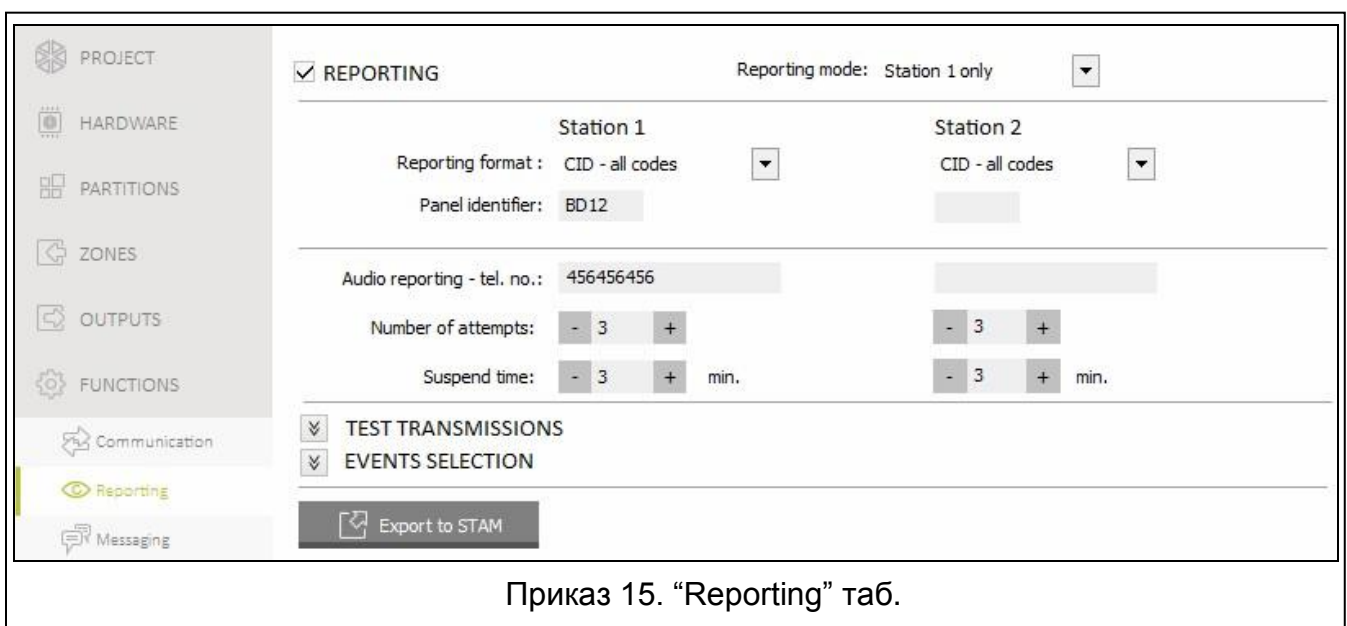 PROJECT
HARDWARE
PARTITIONS
ZONES
OUTPUTS
FUNCTIONS
Communication
Reporting
Messaging
REPORTING Reporting mode: Station 1 only
Station 1 Station 2
Reporting format : CID - all codes CID - all codes
Panel identifier: BD12
Audio reporting - tel. no.: 456456456
Number of attempts: - 3 + - 3 +
Suspend time: - 3 + min. - 3 + min.
TEST TRANSMISSIONS
EVENTS SELECTION
Export to STAM
Приказ 15. “Reporting” таб.